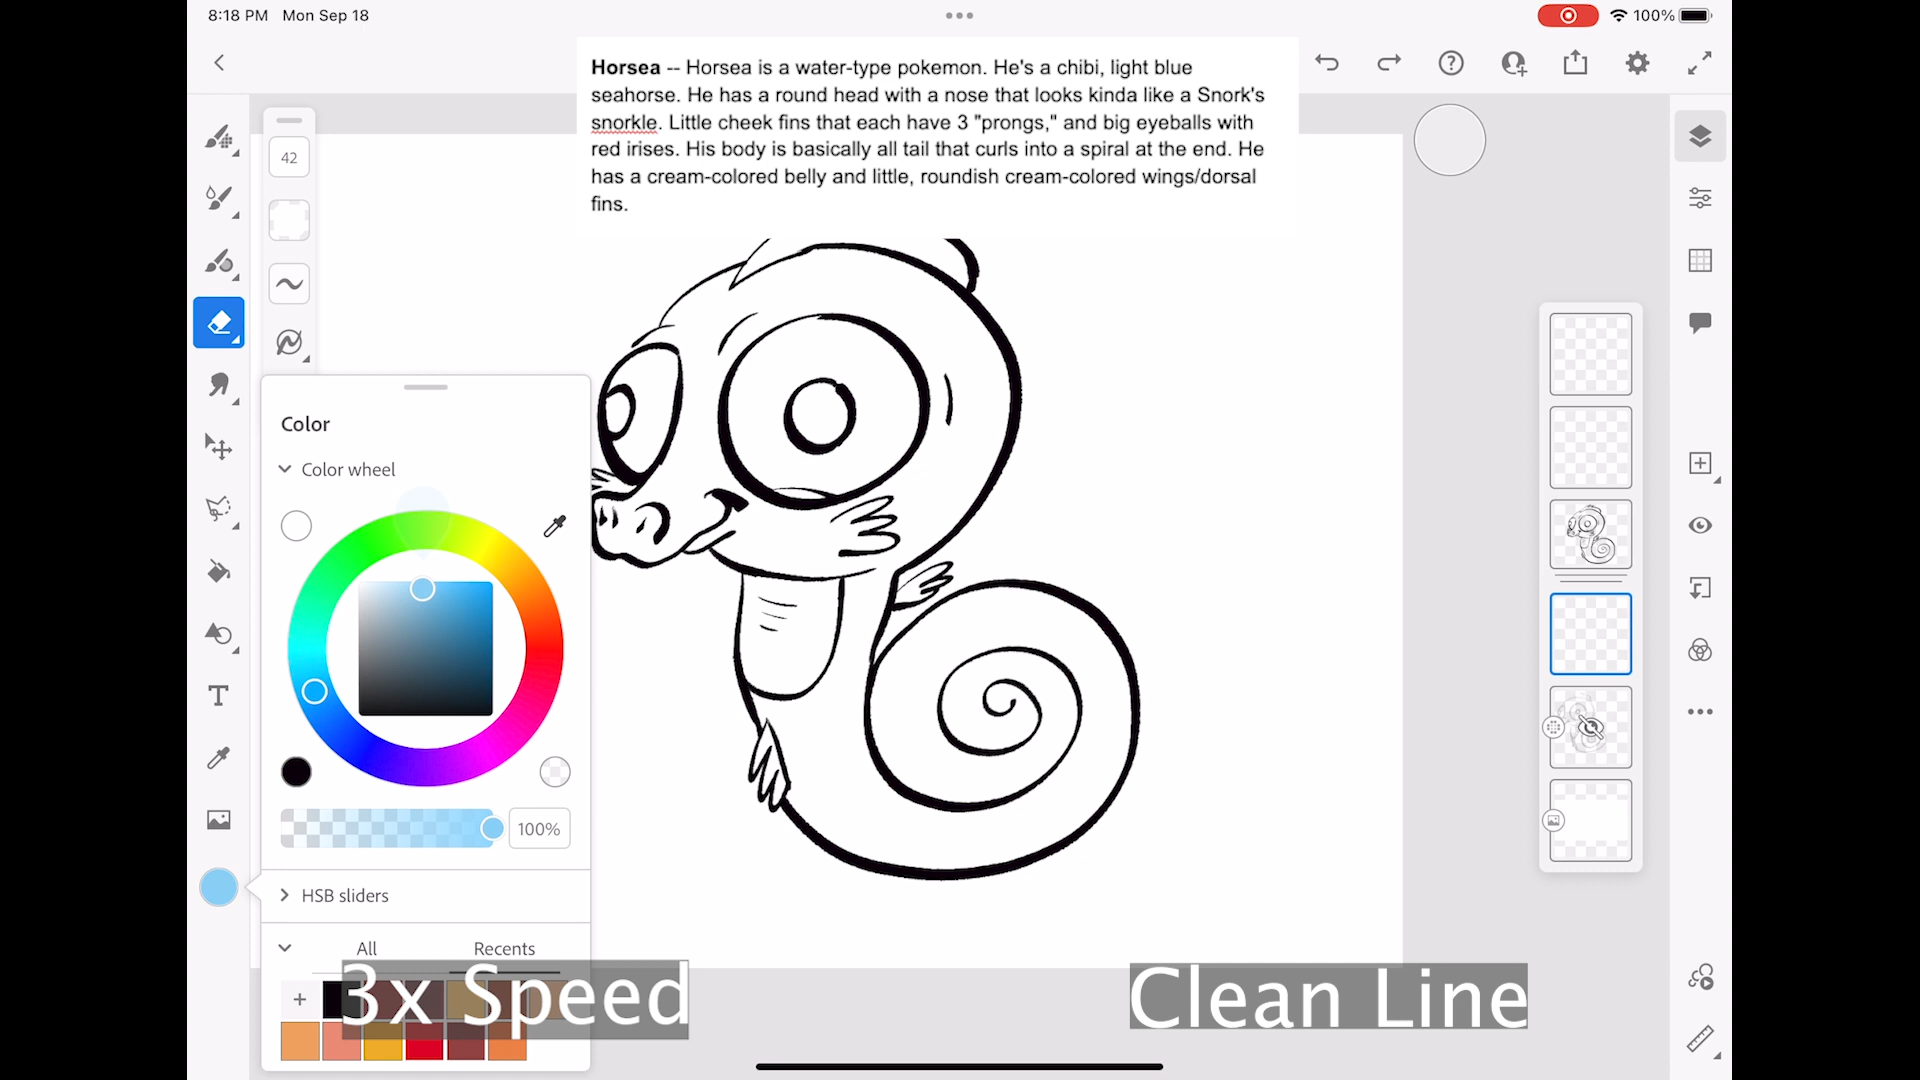 8:18 PM Mon Sep 18
100%
Horsea -- Horsea is a water-type pokemon. He's a chibi, light blue
seahorse. He has a round head with a nose that looks kinda like a Snork's
snorkle. Little cheek fins that each have 3 "prongs," and big eyeballs with
red irises. His body is basically all tail that curls into a spiral at the end. He
has a cream-colored belly and little, roundish cream-colored wings/dorsal
fins.
42
Color
Color wheel
100%
HSB sliders
All Recents
3x Speed
Clean Line